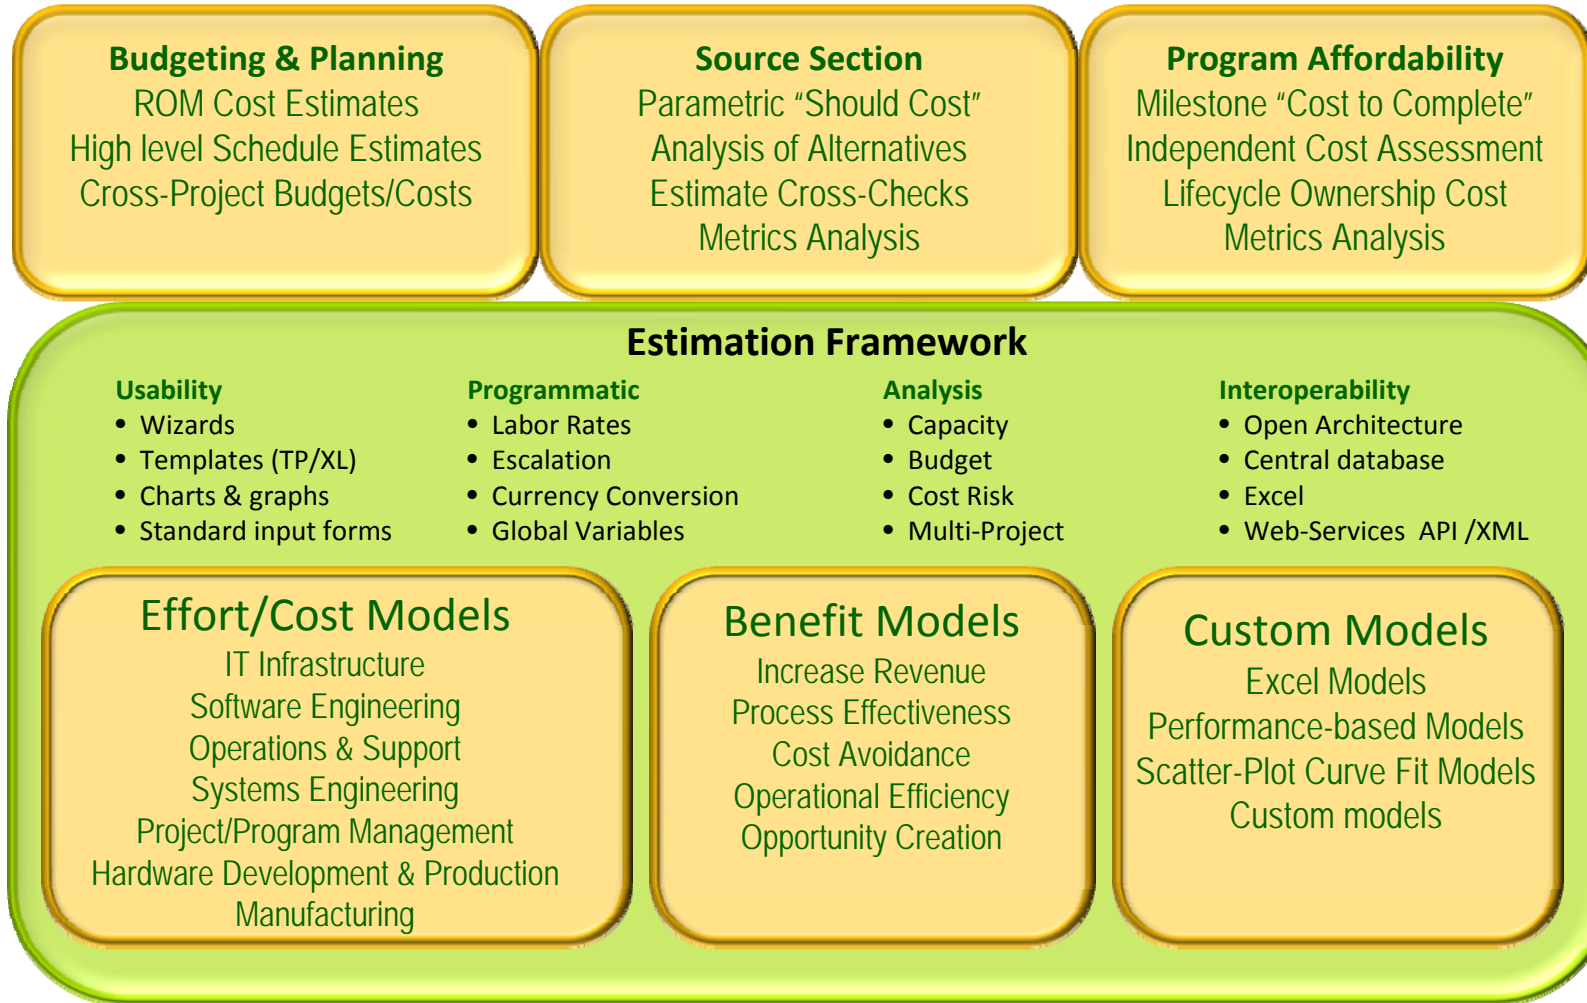 Budgeting & Planning
ROM Cost Estimates
High level Schedule Estimates
Cross-Project Budgets/Costs
Source Section
Parametric “Should Cost”
Analysis of Alternatives
Estimate Cross-Checks
Metrics Analysis
Program Affordability
Milestone “Cost to Complete”
Independent Cost Assessment
Lifecycle Ownership Cost
Metrics Analysis
Estimation Framework
Usability
• Wizards
• Templates (TP/XL)
• Charts & graphs
• Standard input forms
Programmatic
• Labor Rates
• Escalation
• Currency Conversion
• Global Variables
Analysis
• Capacity
• Budget
• Cost Risk
• Multi-Project
Interoperability
• Open Architecture
• Central database
• Excel
• Web-Services API /XML
Effort/Cost Models
IT Infrastructure
Software Engineering
Operations & Support
Systems Engineering
Project/Program Management
Hardware Development & Production
Manufacturing
Benefit Models
Increase Revenue
Process Effectiveness
Cost Avoidance
Operational Efficiency
Opportunity Creation
Custom Models
Excel Models
Performance-based Models
Scatter-Plot Curve Fit Models
Custom models